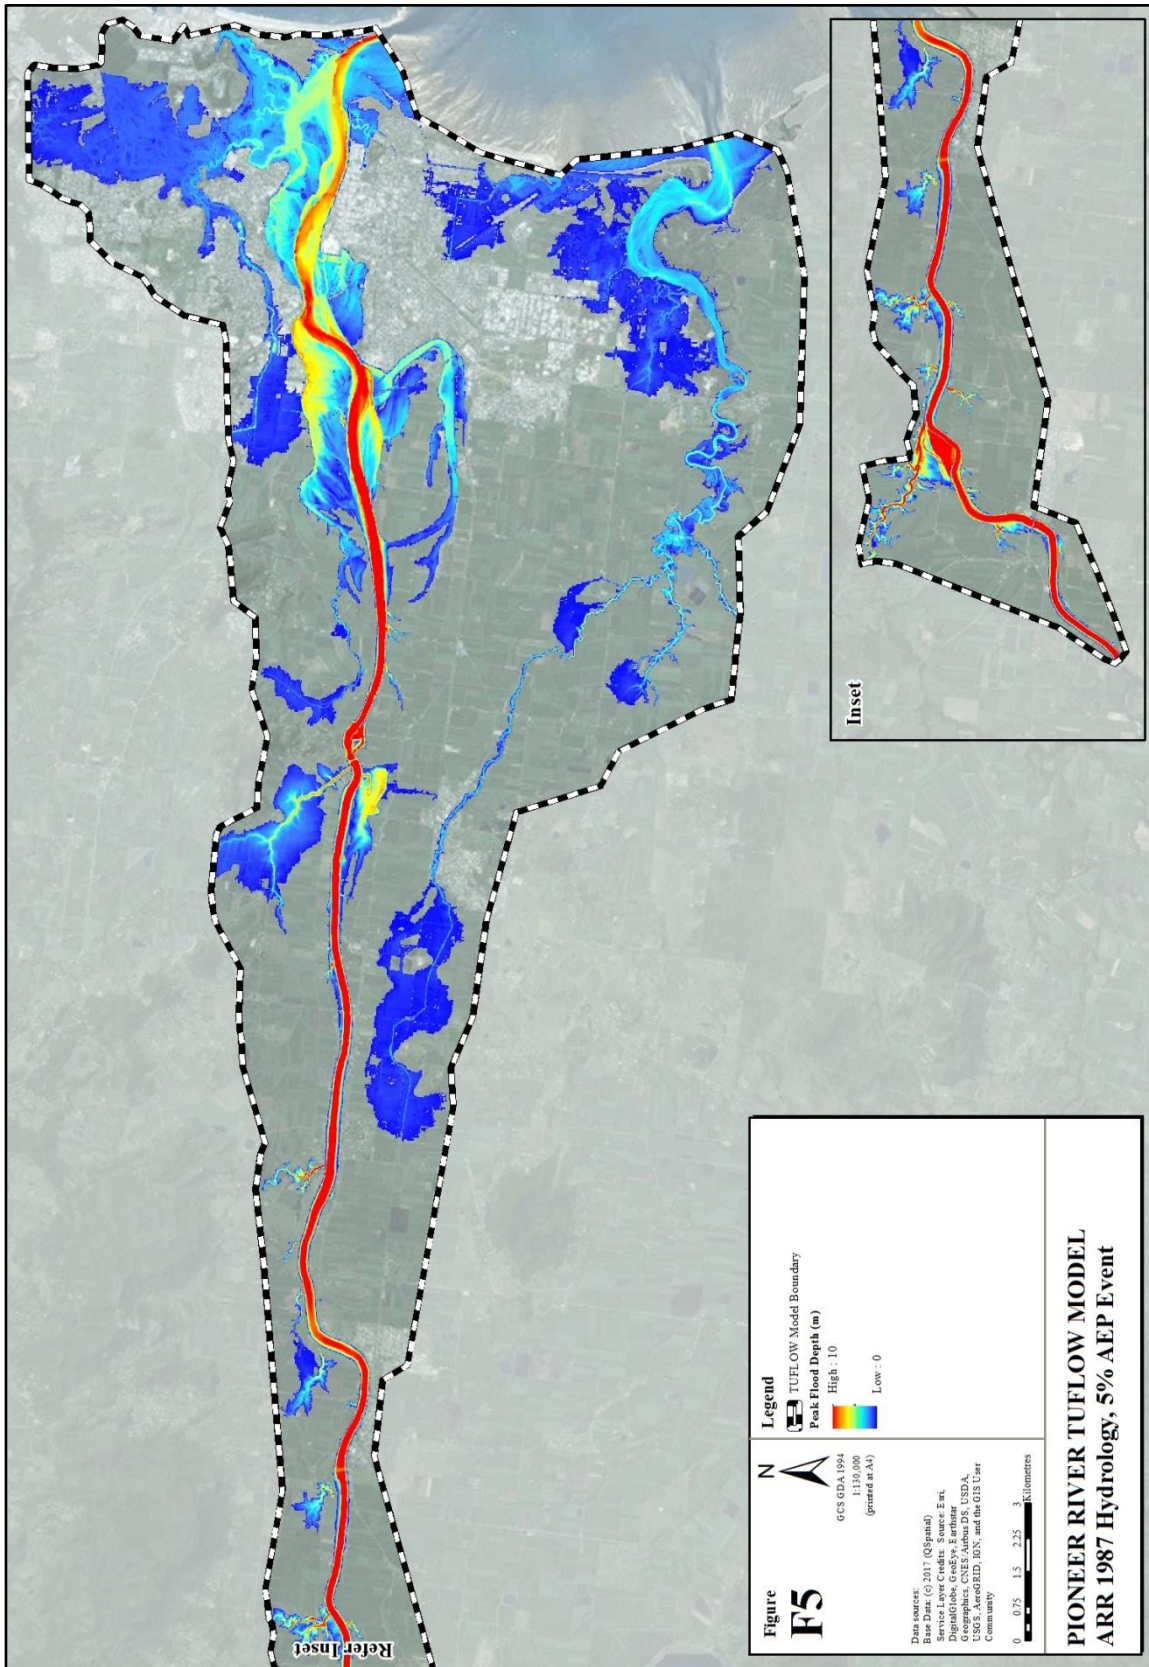 Refer Inset
Inset
Figure
F5
N
GCS GDA 1994
1:130,000
(printed at A4)
Data sources:
Base Data: (c) 2017 (QSpatial)
Service Layer Credits: Source: Esri,
DigitalGlobe, GeoEye, Earthstar
Geographics, CNES/Airbus DS, USDA,
USGS, AeroGRID, IGN, and the GIS User
Community
0 0.75 1.5 2.25 3
Kilometres
Legend
TUFLOW Model Boundary
Peak Flood Depth (m)
High : 10
Low : 0
PIONEER RIVER TUFLOW MODEL
ARR 1987 Hydrology, 5% AEP Event